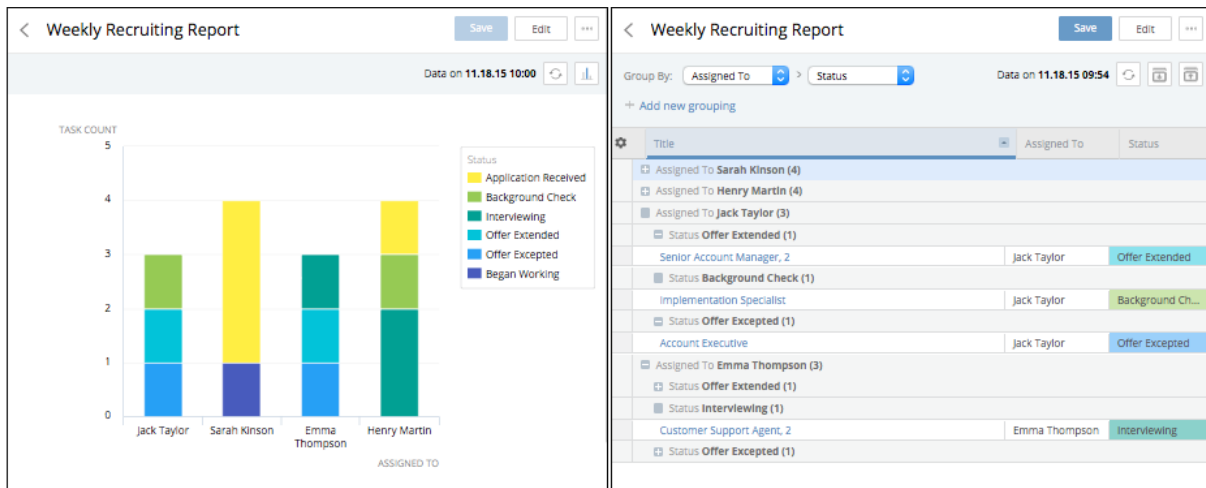 Weekly Recruiting Report
Save
Edit
Data on 11.18.15 10:00
TASK COUNT
5
4
3
2
1
0
Jack Taylor
Sarah Kinson
Emma
Thompson
Henry Martin
ASSIGNED TO
Status
Application Received
Background Check
Interviewing
Offer Extended
Offer Excepted
Began Working
Weekly Recruiting Report
Save
Edit
Group By: Assigned To > Status
Data on 11.18.15 09:54
+ Add new grouping
Title Assigned To Status
Assigned To Sarah Kinson (4)
Assigned To Henry Martin (4)
Assigned To Jack Taylor (3)
Status Offer Extended (1)
Senior Account Manager, 2 Jack Taylor Offer Extended
Status Background Check (1)
Implementation Specialist Jack Taylor Background Ch...
Status Offer Excepted (1)
Account Executive Jack Taylor Offer Excepted
Assigned To Emma Thompson (3)
Status Offer Extended (1)
Status Interviewing (1)
Customer Support Agent, 2 Emma Thompson Interviewing
Status Offer Excepted (1)